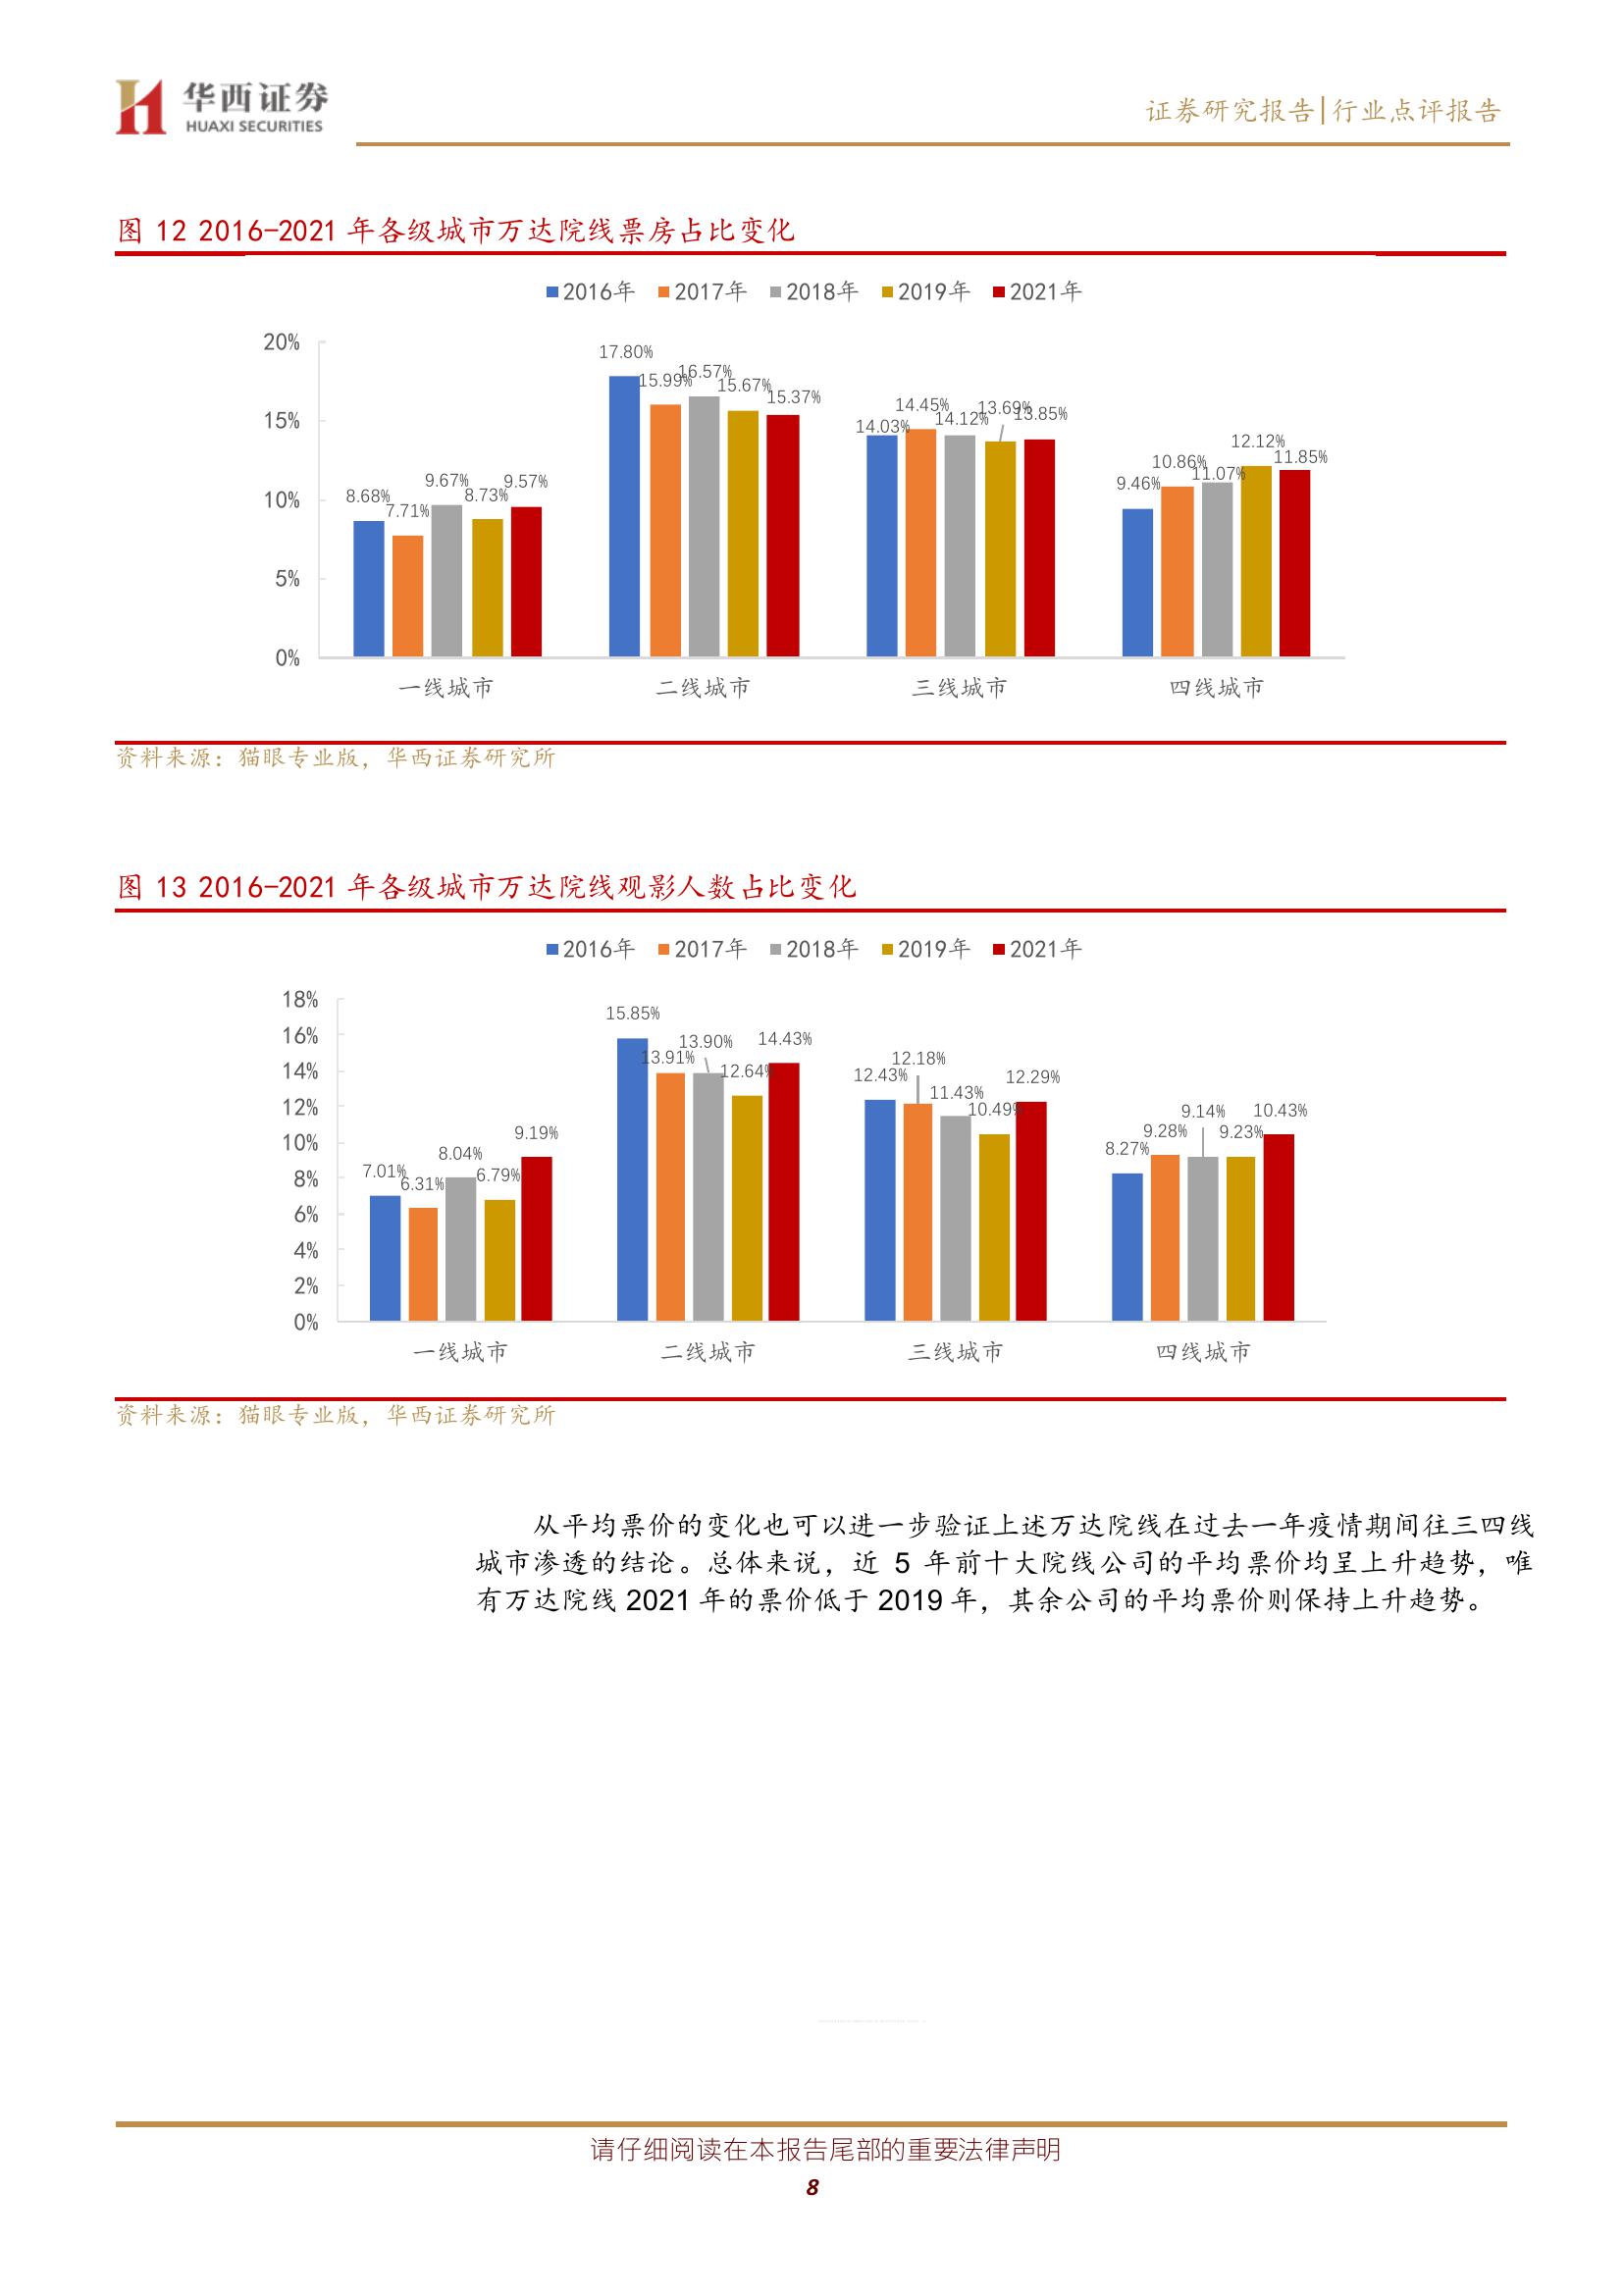 华西证券
HUAXI SECURITIES
证券研究报告|行业点评报告
图 12 2016-2021 年各级城市万达院线票房占比变化
2016年 2017年 2018年 2019年 2021年
20%
15%
10%
5%
0%
8.68% 7.71% 9.67% 8.73% 9.57%
17.80% 15.99% 16.57% 15.67% 15.37%
14.03% 14.45% 14.12% 13.69% 13.85%
9.46% 10.86% 11.07% 12.12% 11.85%
一线城市 二线城市 三线城市 四线城市
资料来源：猫眼专业版，华西证券研究所
图 13 2016-2021 年各级城市万达院线观影人数占比变化
2016年 2017年 2018年 2019年 2021年
18%
16%
14%
12%
10%
8%
6%
4%
2%
0%
7.01% 6.31% 8.04% 6.79% 9.19%
15.85% 13.91% 13.90% 12.64% 14.43%
12.43% 12.18% 11.43% 10.49% 12.29%
8.27% 9.28% 9.14% 9.23% 10.43%
一线城市 二线城市 三线城市 四线城市
资料来源：猫眼专业版，华西证券研究所
从平均票价的变化也可以进一步验证上述万达院线在过去一年疫情期间往三四线
城市渗透的结论。总体来说，近 5 年前十大院线公司的平均票价均呈上升趋势，唯
有万达院线 2021 年的票价低于 2019 年，其余公司的平均票价则保持上升趋势。
请仔细阅读在本报告尾部的重要法律声明
8